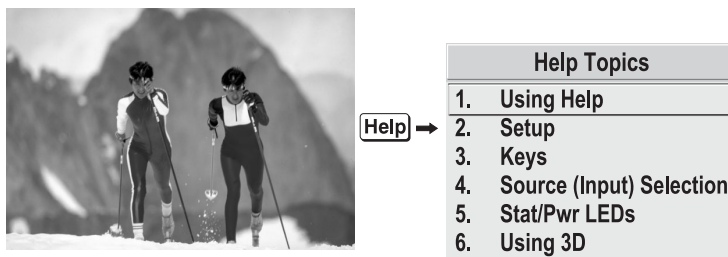 Help
Help Topics
1. Using Help
2. Setup
3. Keys
4. Source (Input) Selection
5. Stat/Pwr LEDs
6. Using 3D